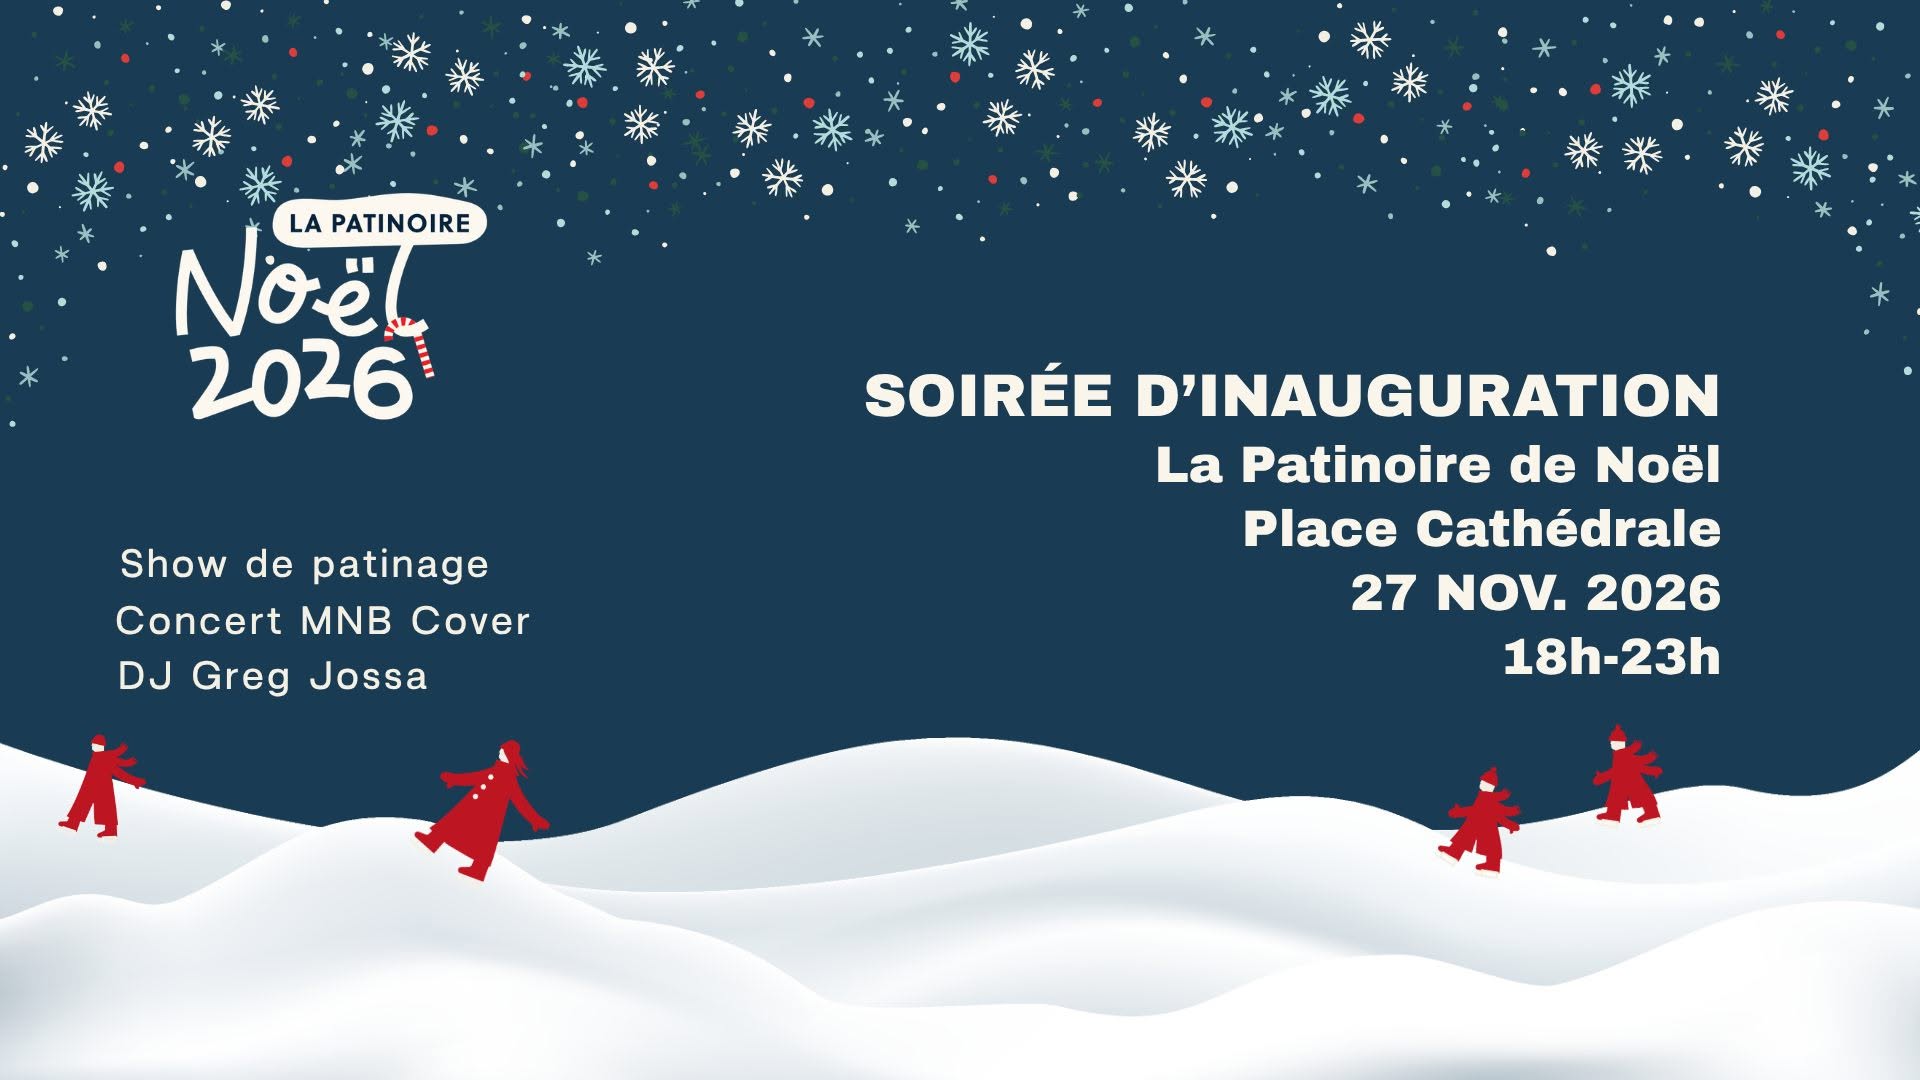 LA PATINOIRE
Noël
2026
SOIRÉE D’INAUGURATION
La Patinoire de Noël
Place Cathédrale
27 NOV. 2026
18h-23h
Show de patinage
Concert MNB Cover
DJ Greg Jossa